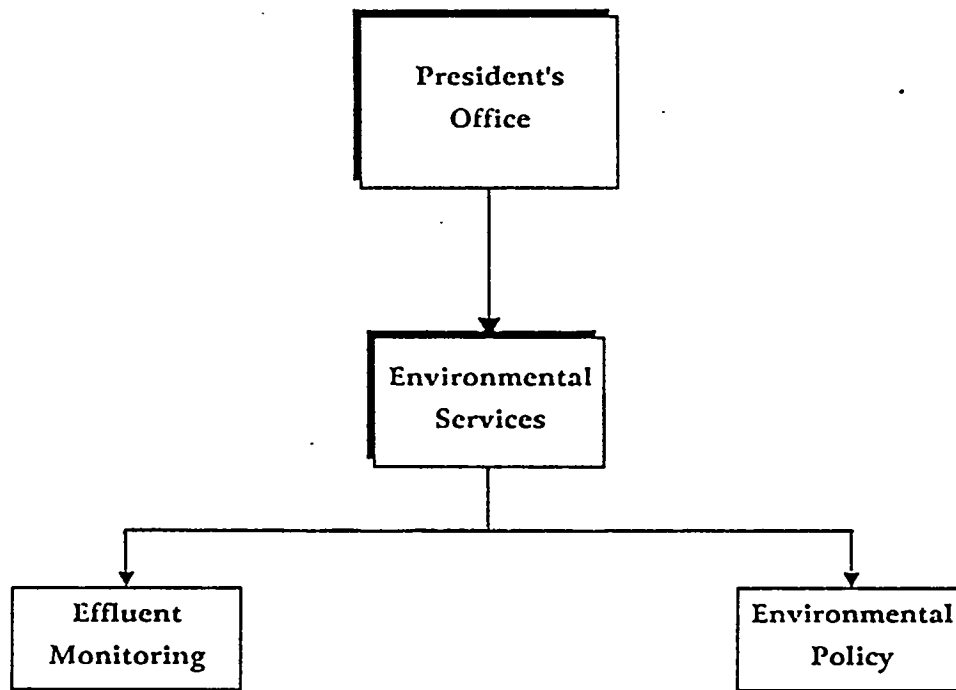 President's
Office
Environmental
Services
Effluent
Monitoring
Environmental
Policy